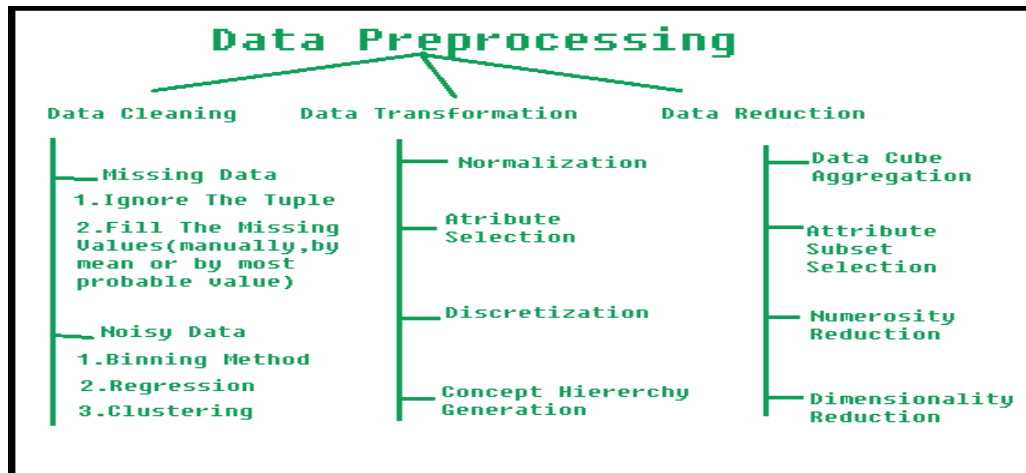 Data Preprocessing
Data Cleaning
Missing Data
1.Ignore The Tuple
2.Fill The Missing
Values(manually,by
mean or by most
probable value)
Noisy Data
1.Binning Method
2.Regression
3.Clustering
Data Transformation
Normalization
Atribute
Selection
Discretization
Concept Hiererchy
Generation
Data Reduction
Data Cube
Aggregation
Attribute
Subset
Selection
Numerosity
Reduction
Dimensionality
Reduction